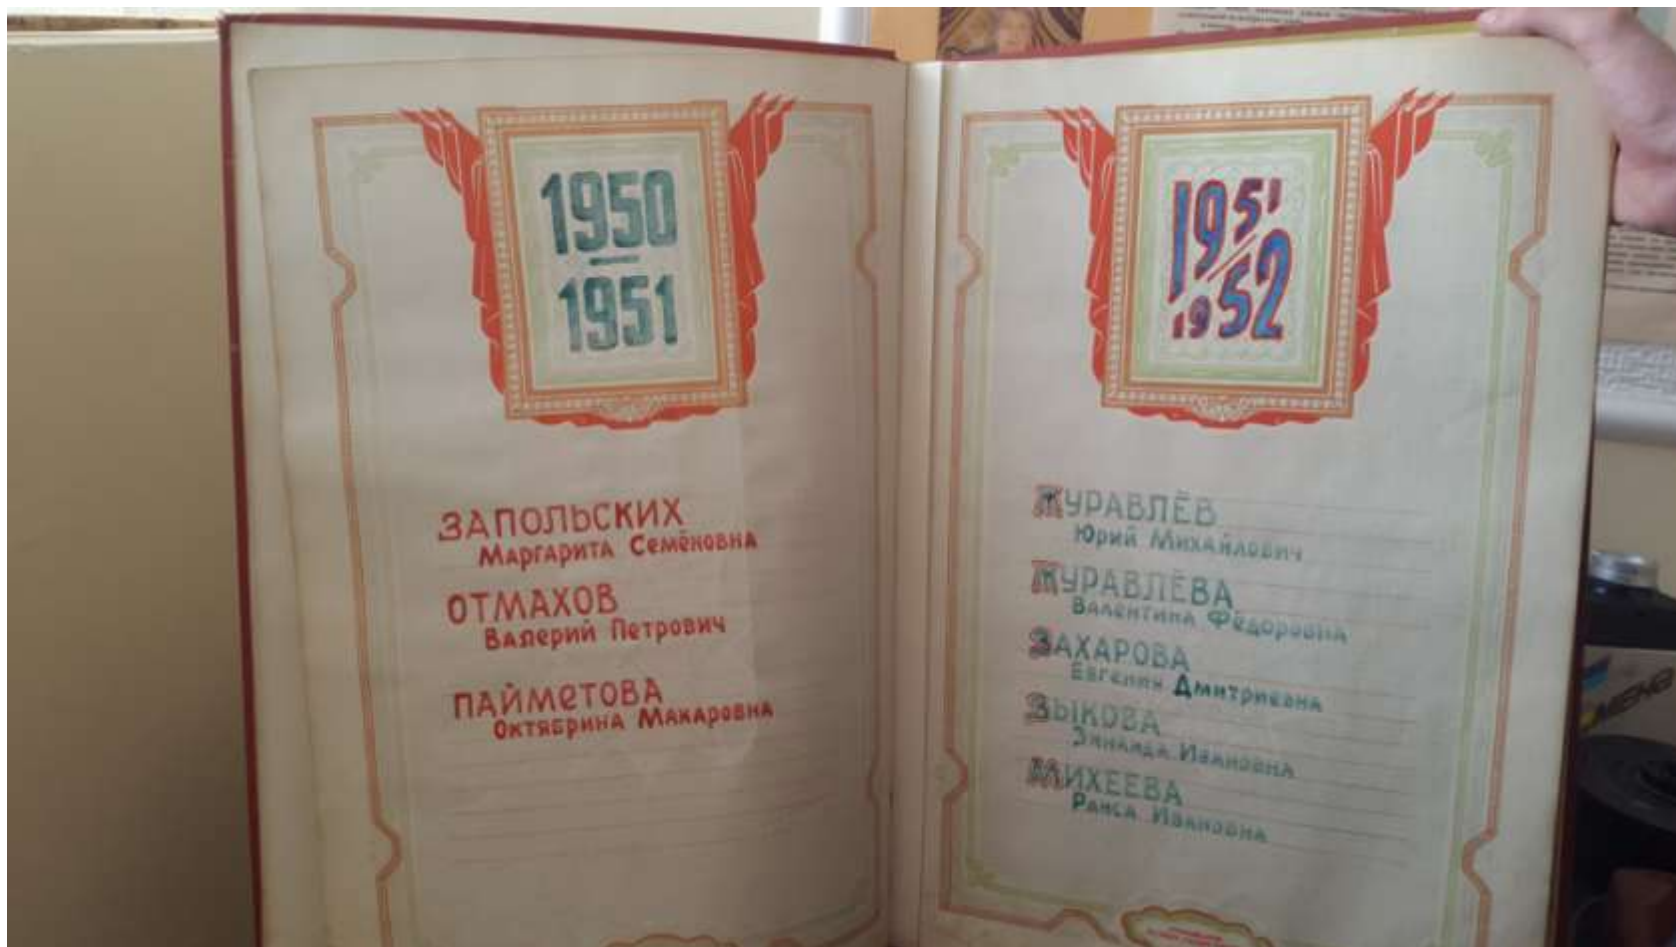 1950
1951
ЗАПОЛЬСКИХ
Маргарита Семёновна
ОТМАХОВ
Валерий Петрович
ПАЙМЕТОВА
Октябрина Макаровна
1951
1952
ЖУРАВЛЁВ
Юрий Михайлович
ЖУРАВЛЁВА
Валентина Фёдоровна
ЗАХАРОВА
Евгения Дмитриевна
ЗЫКОВА
Зинаида Ивановна
МИХЕЕВА
Раиса Ивановна